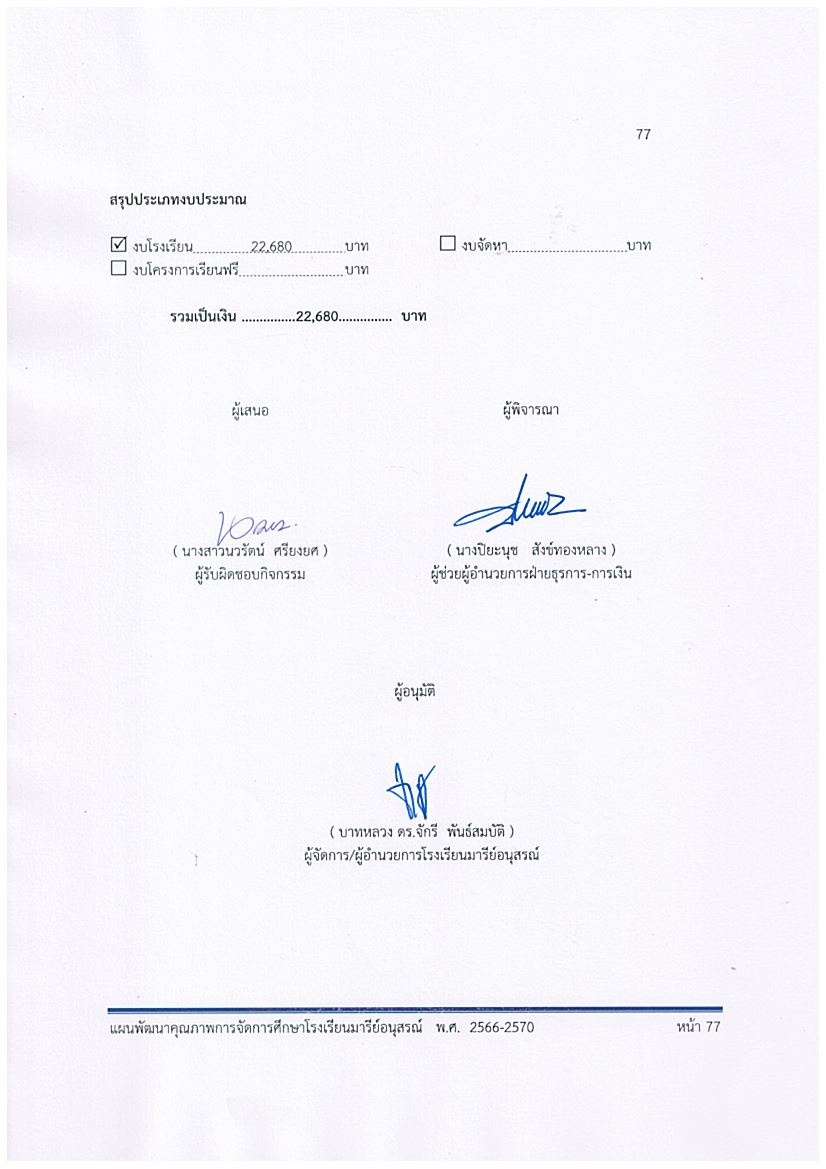 77
สรุปประเภทงบประมาณ
☑ งบโรงเรียน..............22,680.............บาท ☐ งบจัดหา.............................บาท
☐ งบโครงการเรียนฟรี.........................บาท
รวมเป็นเงิน ...............22,680............... บาท
ผู้เสนอ ผู้พิจารณา
( นางสาวนวรัตน์ ศรียงยศ ) ( นางปิยะนุช สังข์ทองหลาง )
ผู้รับผิดชอบกิจกรรม ผู้ช่วยผู้อำนวยการฝ่ายธุรการ-การเงิน
ผู้อนุมัติ
( บาทหลวง ดร.จักรี พันธ์สมบัติ )
ผู้จัดการ/ผู้อำนวยการโรงเรียนมารีย์อนุสรณ์
แผนพัฒนาคุณภาพการจัดการศึกษาโรงเรียนมารีย์อนุสรณ์ พ.ศ. 2566-2570 หน้า 77